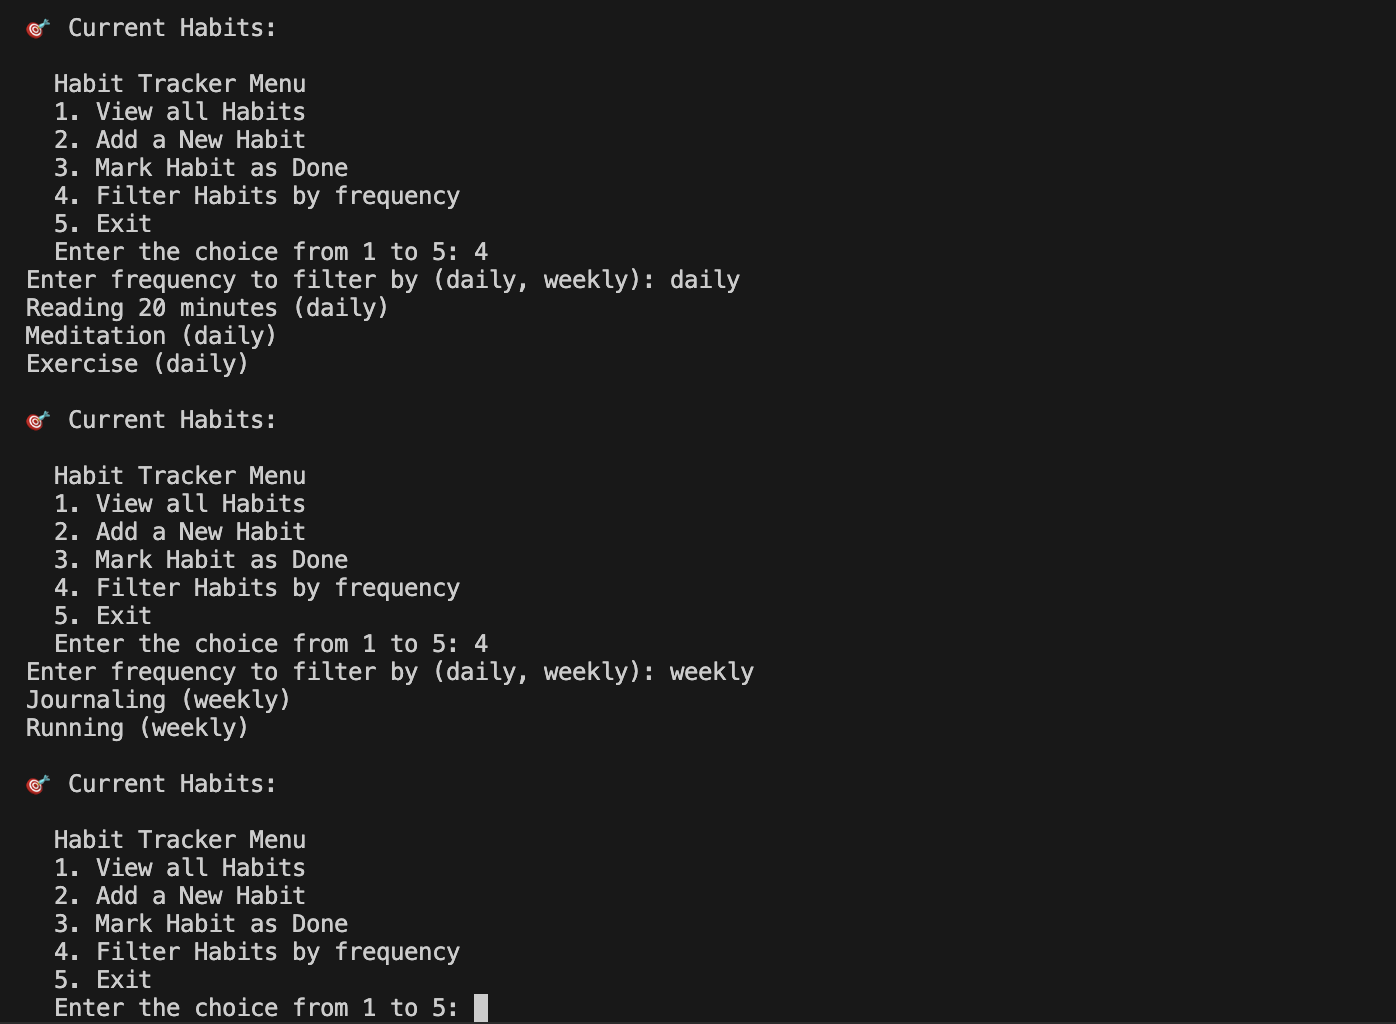 🎯 Current Habits:
Habit Tracker Menu
1. View all Habits
2. Add a New Habit
3. Mark Habit as Done
4. Filter Habits by frequency
5. Exit
Enter the choice from 1 to 5: 4
Enter frequency to filter by (daily, weekly): daily
Reading 20 minutes (daily)
Meditation (daily)
Exercise (daily)
🎯 Current Habits:
Habit Tracker Menu
1. View all Habits
2. Add a New Habit
3. Mark Habit as Done
4. Filter Habits by frequency
5. Exit
Enter the choice from 1 to 5: 4
Enter frequency to filter by (daily, weekly): weekly
Journaling (weekly)
Running (weekly)
🎯 Current Habits:
Habit Tracker Menu
1. View all Habits
2. Add a New Habit
3. Mark Habit as Done
4. Filter Habits by frequency
5. Exit
Enter the choice from 1 to 5: